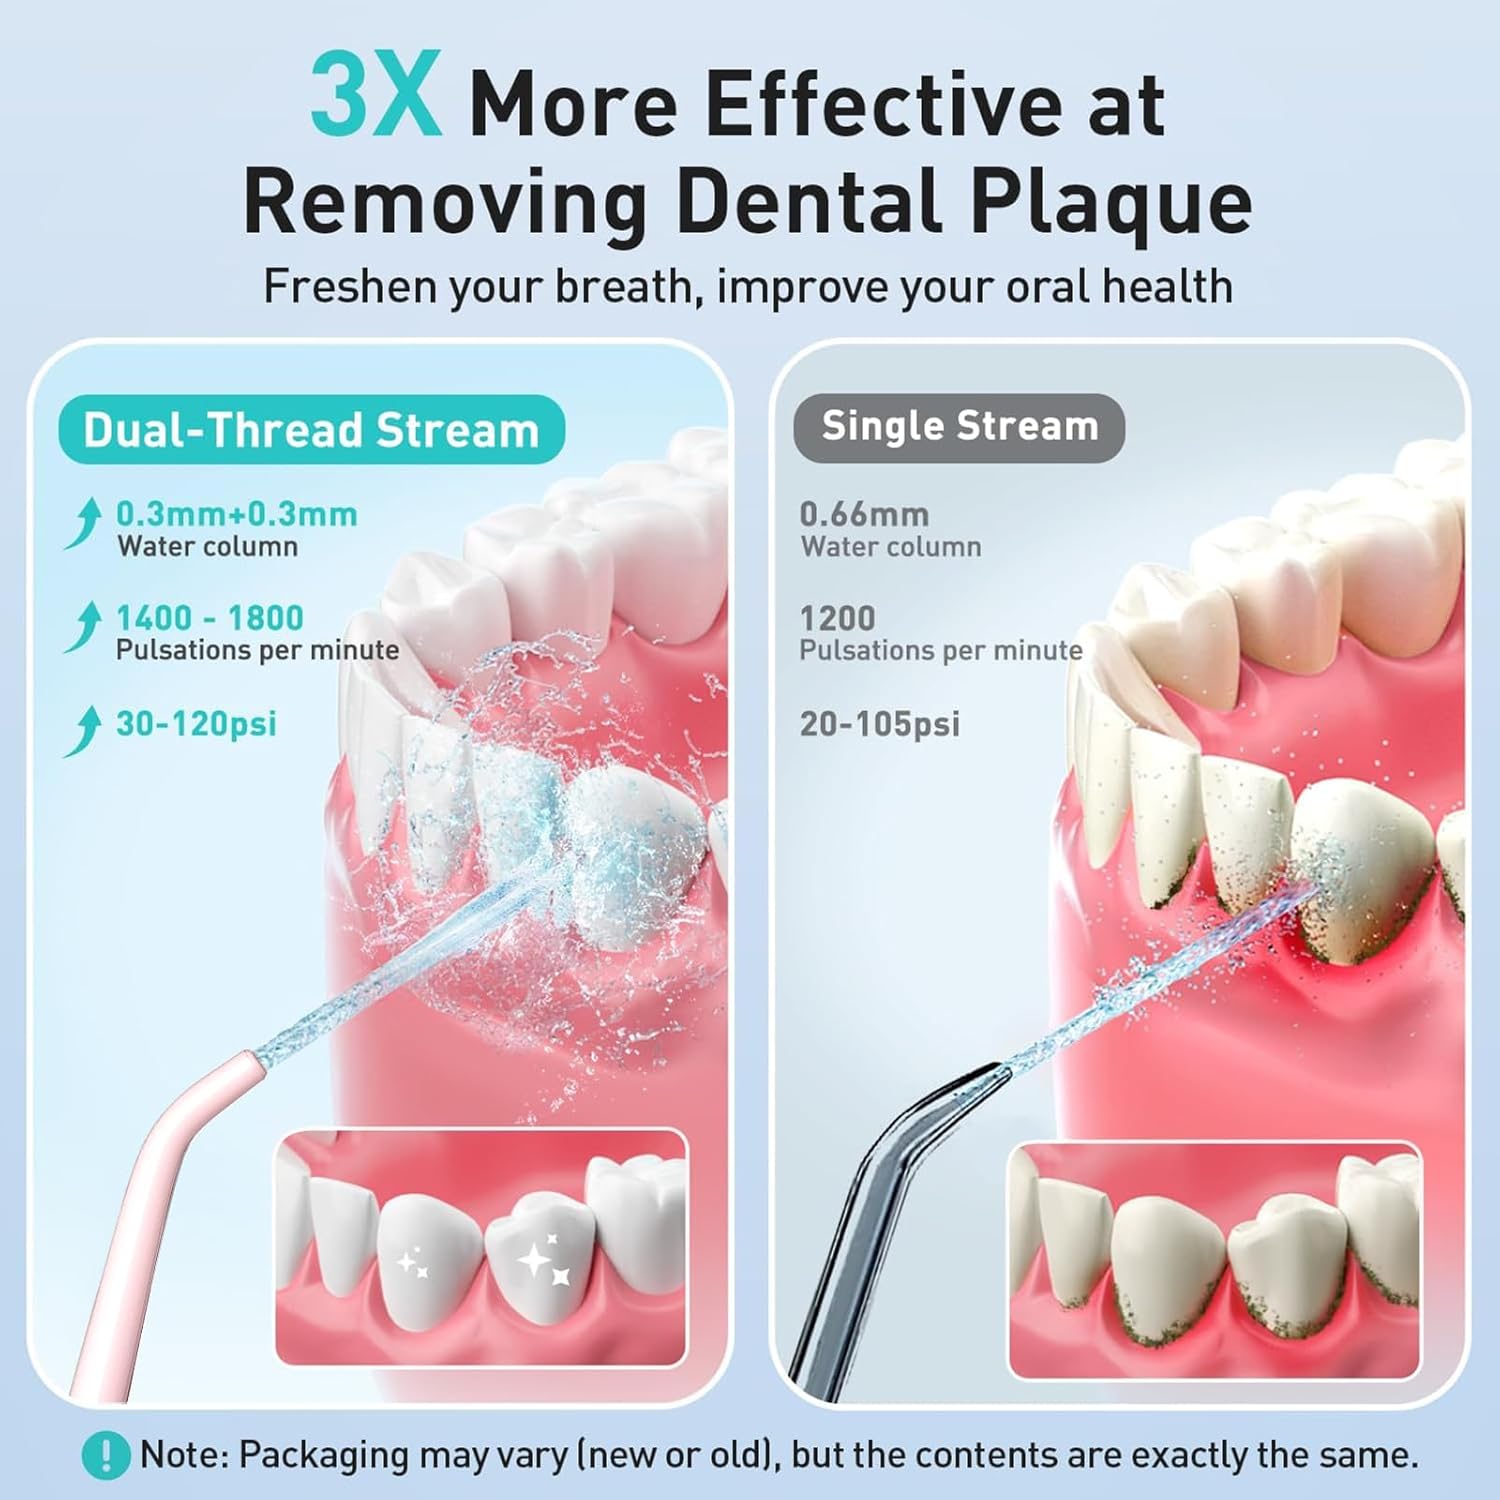 3X More Effective at
Removing Dental Plaque
Freshen your breath, improve your oral health
Dual-Thread Stream
0.3mm+0.3mm
Water column
1400 - 1800
Pulsations per minute
30-120psi
Single Stream
0.66mm
Water column
1200
Pulsations per minute
20-105psi
! Note: Packaging may vary (new or old), but the contents are exactly the same.